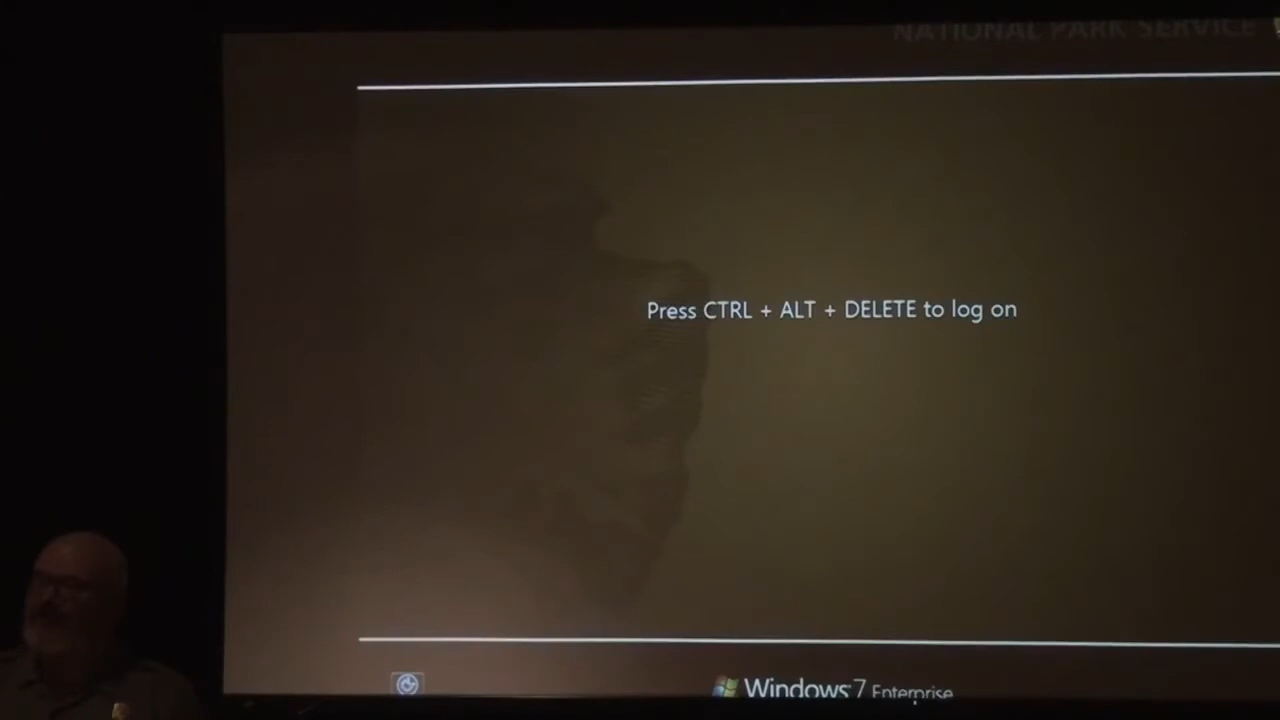 NATIONAL PARK SERVICE
Press CTRL + ALT + DELETE to log on
Windows 7 Enterprise